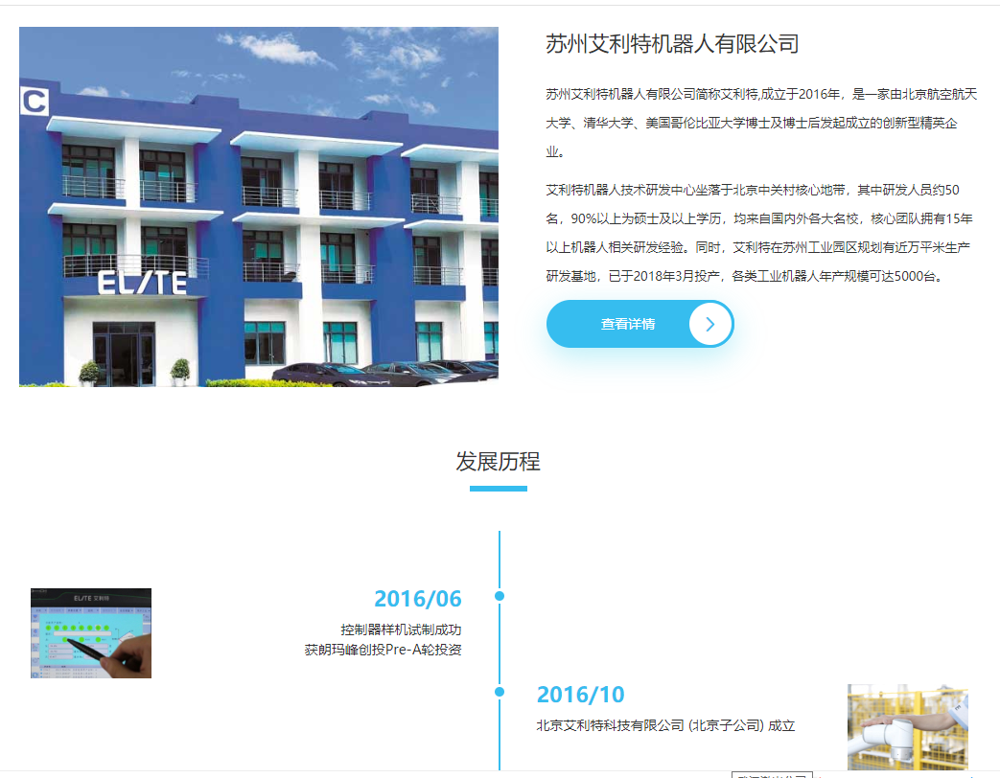 苏州艾利特机器人有限公司
C
苏州艾利特机器人有限公司简称艾利特,成立于2016年，是一家由北京航空航天
大学、清华大学、美国哥伦比亚大学博士及博士后发起成立的创新型精英企
业。
艾利特机器人技术研发中心坐落于北京中关村核心地带，其中研发人员约50
名，90%以上为硕士及以上学历，均来自国内外各大名校，核心团队拥有15年
以上机器人相关研发经验。同时，艾利特在苏州工业园区规划有近万平米生产
研发基地，已于2018年3月投产，各类工业机器人年产规模可达5000台。
ELITE
查看详情
发展历程
2016/06
ELITE 艾利特
控制器样机试制成功
获朗玛峰创投Pre-A轮投资
2016/10
北京艾利特科技有限公司 (北京子公司) 成立